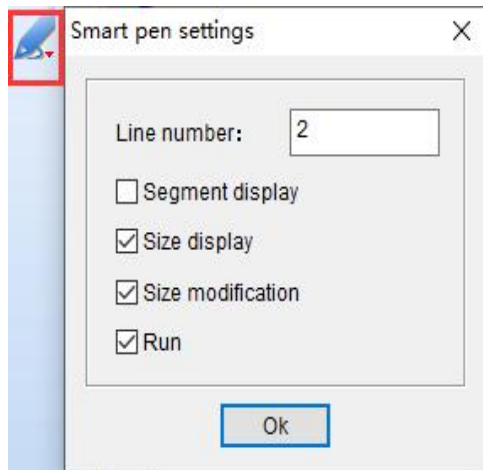 Smart pen settings
Line number: 2
Segment display
Size display
Size modification
Run
Ok